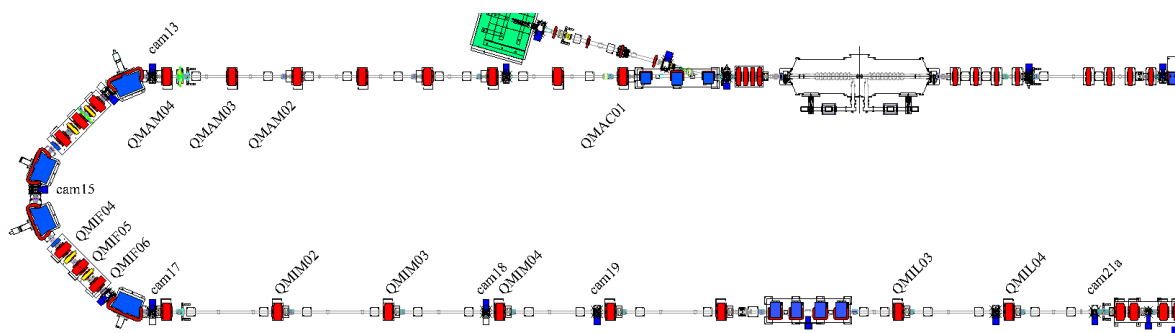 cam13
QMAM04
QMAM03
QMAM02
QMAC01
cam15
QMIF04
QMIF05
QMIF06
cam17
QMIM02
QMIM03
cam18
QMIM04
cam19
QMIL03
QMIL04
cam21a